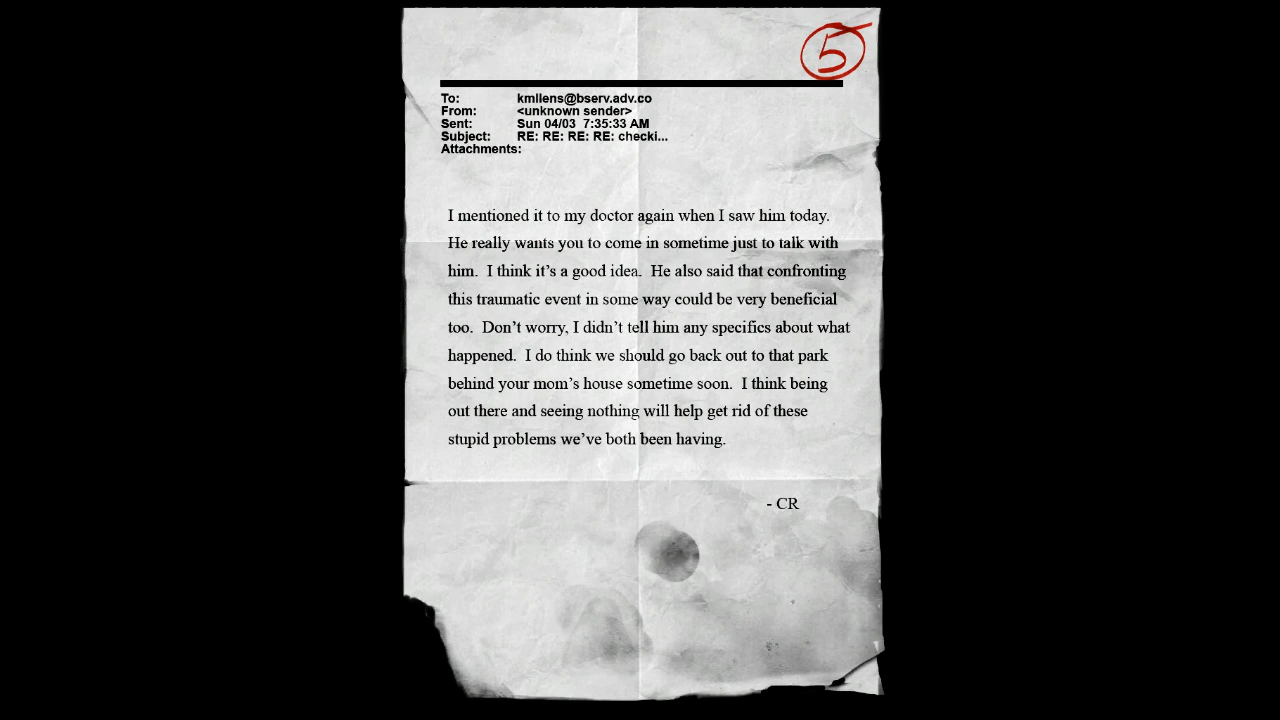 5
To: kmllens@bserv.adv.co
From: <unknown sender>
Sent: Sun 04/03 7:35:33 AM
Subject: RE: RE: RE: RE: checki...
Attachments:
I mentioned it to my doctor again when I saw him today.
He really wants you to come in sometime just to talk with
him. I think it’s a good idea. He also said that confronting
this traumatic event in some way could be very beneficial
too. Don’t worry, I didn’t tell him any specifics about what
happened. I do think we should go back out to that park
behind your mom’s house sometime soon. I think being
out there and seeing nothing will help get rid of these
stupid problems we’ve both been having.
- CR